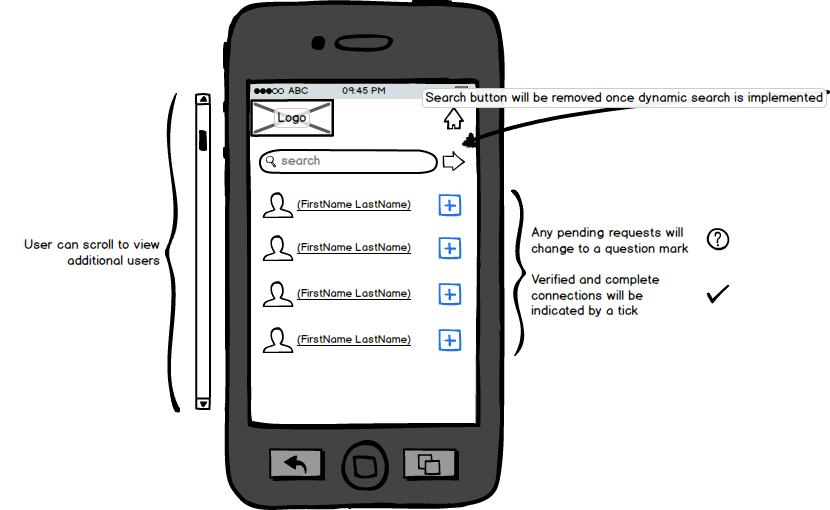 ABC 09:45 PM
Search button will be removed once dynamic search is implemented
Logo
search
(FirstName LastName)
(FirstName LastName)
(FirstName LastName)
(FirstName LastName)
User can scroll to view
additional users
Any pending requests will
change to a question mark
Verified and complete
connections will be
indicated by a tick